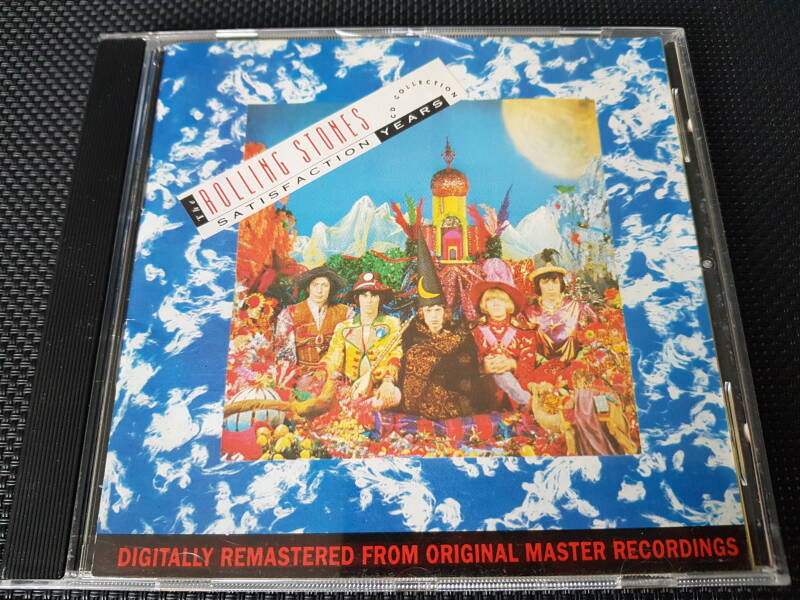 The ROLLING STONES
SATISFACTION YEARS
CD COLLECTION
DIGITALLY REMASTERED FROM ORIGINAL MASTER RECORDINGS